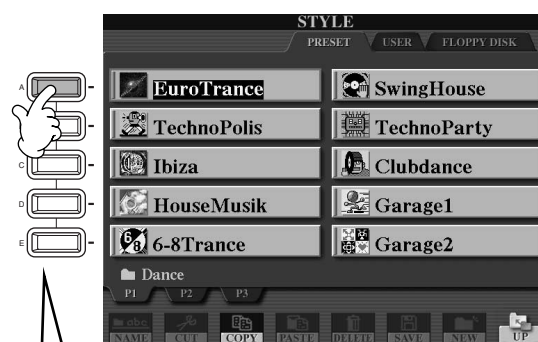 STYLE
PRESET USER FLOPPY DISK
A EuroTrance SwingHouse
TechnoPolis TechnoParty
C Ibiza Clubdance
D HouseMusik Garage1
E 6-8Trance Garage2
Dance
P1 P2 P3
NAME CUT COPY PASTE DELETE SAVE NEW UP